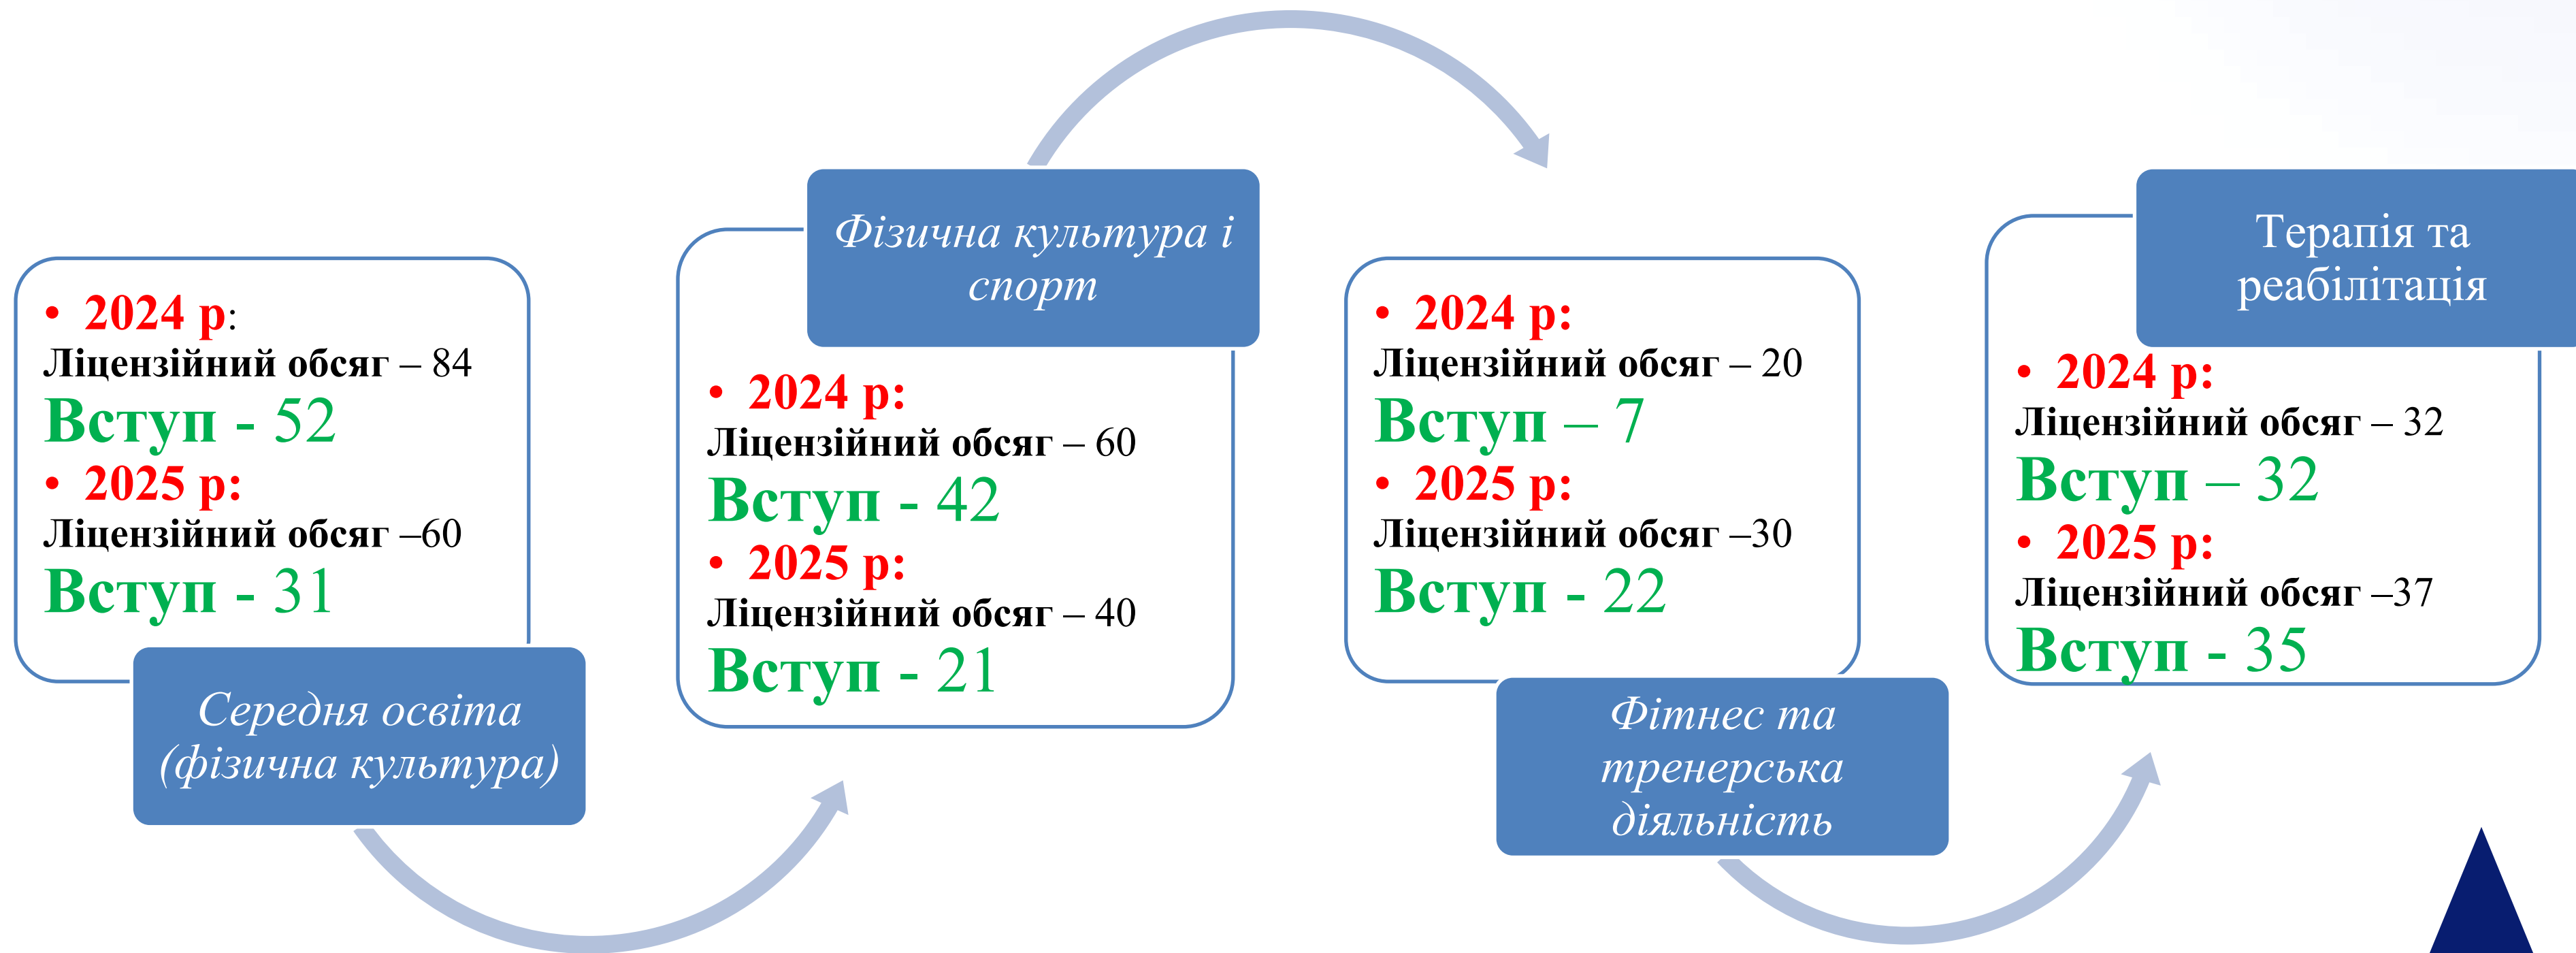 • 2024 р:
Ліцензійний обсяг – 84
Вступ - 52
• 2025 р:
Ліцензійний обсяг –60
Вступ - 31
Середня освіта
(фізична культура)
Фізична культура і
спорт
• 2024 р:
Ліцензійний обсяг – 60
Вступ - 42
• 2025 р:
Ліцензійний обсяг – 40
Вступ - 21
• 2024 р:
Ліцензійний обсяг – 20
Вступ – 7
• 2025 р:
Ліцензійний обсяг –30
Вступ - 22
Фітнес та
тренерська
діяльність
Терапія та
реабілітація
• 2024 р:
Ліцензійний обсяг – 32
Вступ – 32
• 2025 р:
Ліцензійний обсяг –37
Вступ - 35